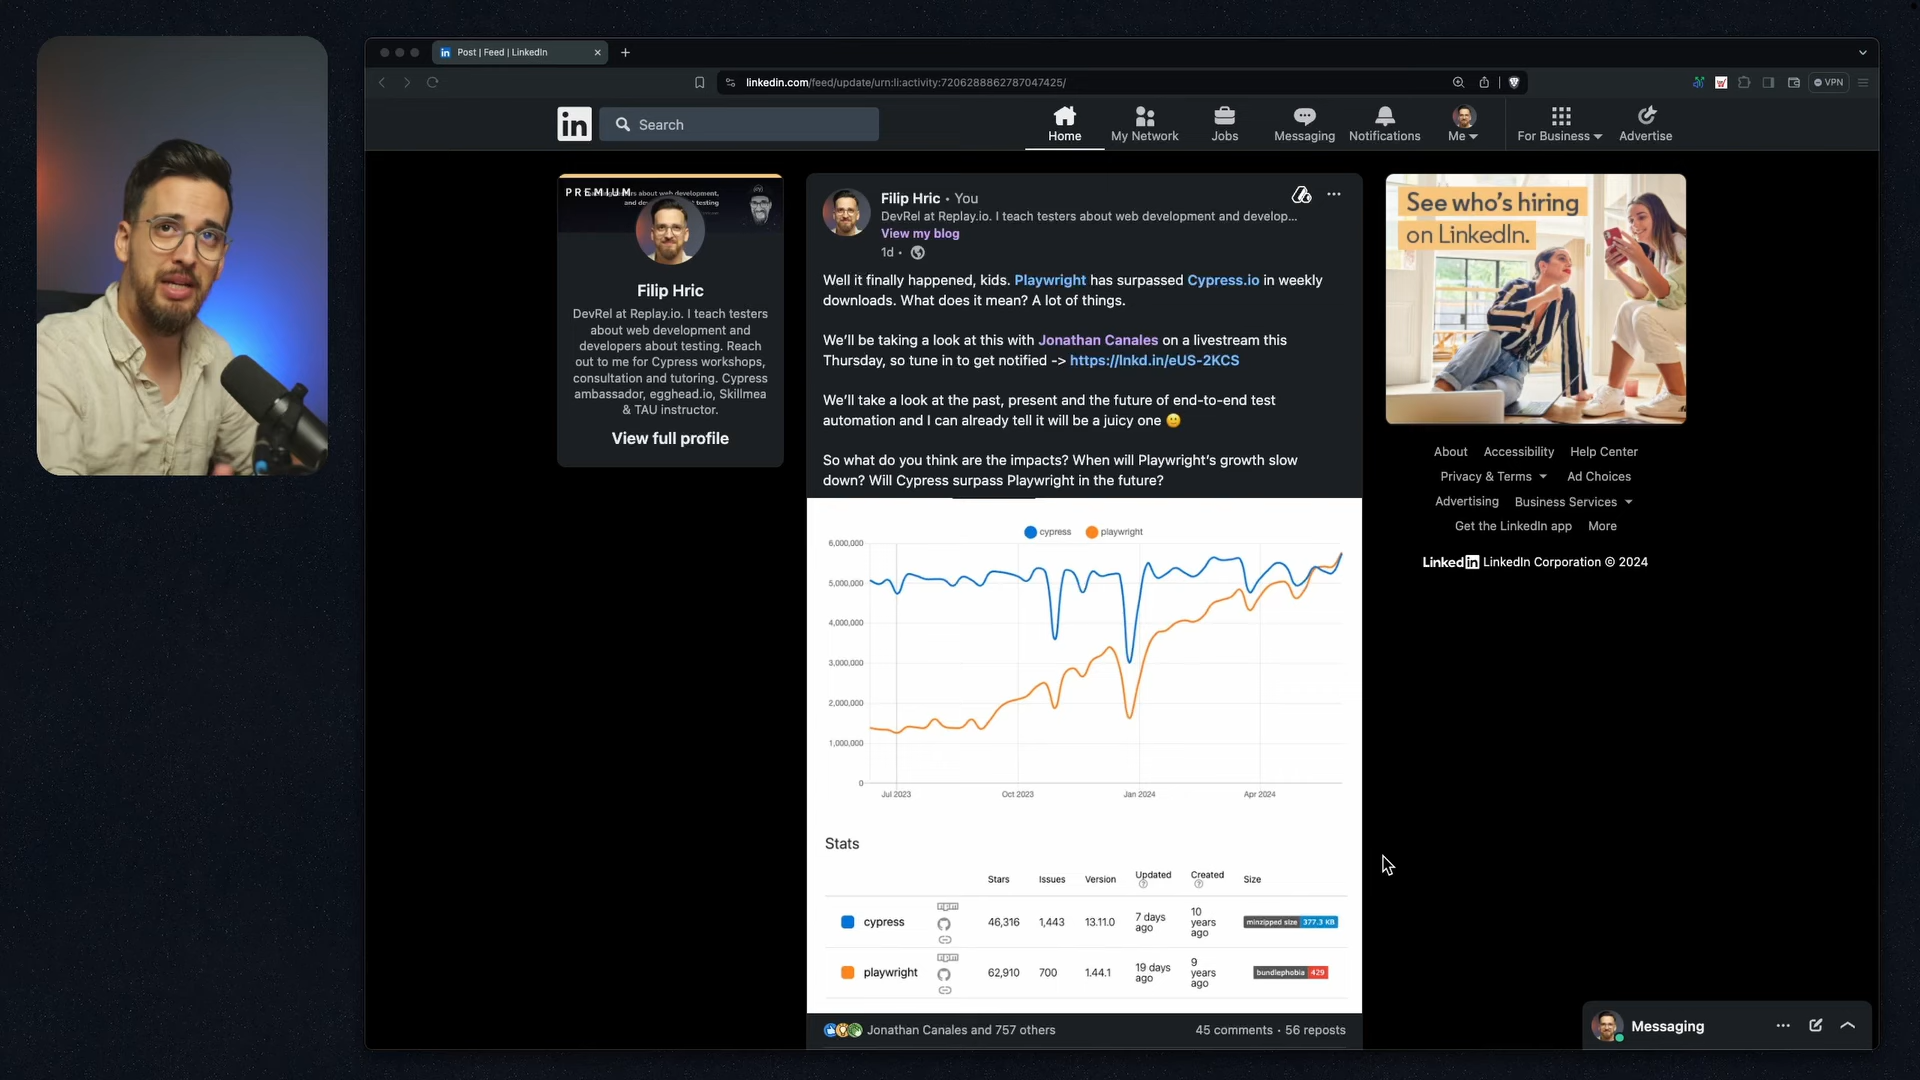 Post | Feed | LinkedIn
linkedin.com/feed/update/urn:li:activity:7206288862787047425/
VPN
in
Search
Home
My Network
Jobs
Messaging
Notifications
Me
For Business
Advertise
PREMIUM
about web development,
testing
Filip Hric
DevRel at Replay.io. I teach testers
about web development and
developers about testing. Reach
out to me for Cypress workshops,
consultation and tutoring. Cypress
ambassador, egghead.io, Skillmea
& TAU instructor.
View full profile
Filip Hric • You
DevRel at Replay.io. I teach testers about web development and develop...
View my blog
1d •
Well it finally happened, kids. Playwright has surpassed Cypress.io in weekly
downloads. What does it mean? A lot of things.
We'll be taking a look at this with Jonathan Canales on a livestream this
Thursday, so tune in to get notified -> https://lnkd.in/eUS-2KCS
We'll take a look at the past, present and the future of end-to-end test
automation and I can already tell it will be a juicy one 🙂
So what do you think are the impacts? When will Playwright's growth slow
down? Will Cypress surpass Playwright in the future?
cypress playwright
6,000,000
5,000,000
4,000,000
3,000,000
2,000,000
1,000,000
0
Jul 2023 Oct 2023 Jan 2024 Apr 2024
Stats
Stars Issues Version Updated Created Size
cypress 46,316 1,443 13.11.0 7 days ago 10 years ago minzipped size 377.3 KB
playwright 62,910 700 1.44.1 19 days ago 9 years ago bundlephobia 429
Jonathan Canales and 757 others
45 comments • 56 reposts
See who's hiring
on LinkedIn.
About Accessibility Help Center
Privacy & Terms Ad Choices
Advertising Business Services
Get the LinkedIn app More
LinkedIn LinkedIn Corporation © 2024
Messaging